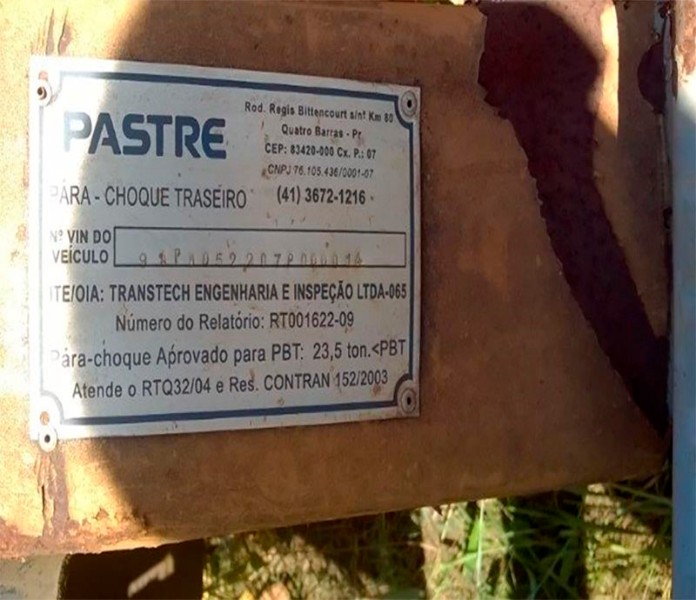 PASTRE
Rod. Regis Bittencourt s/nº Km 80
Quatro Barras - Pr
CEP: 83420-000 Cx. P.: 07
CNPJ 76.105.436/0001-07
PÁRA - CHOQUE TRASEIRO (41) 3672-1216
Nº VIN DO
VEÍCULO
ITE/OIA: TRANSTECH ENGENHARIA E INSPEÇÃO LTDA-065
Número do Relatório: RT001622-09
Pára-choque Aprovado para PBT: 23,5 ton.<PBT
Atende o RTQ32/04 e Res. CONTRAN 152/2003